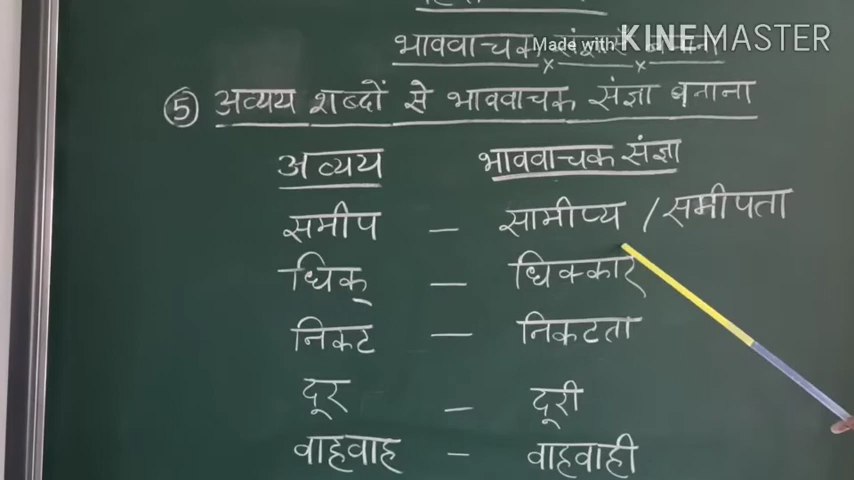 भाववाचक संज्ञाएं बनाना
Made with KINEMASTER
⑤ अव्यय शब्दों से भाववाचक संज्ञा बनाना
अव्यय भाववाचक संज्ञा
समीप — सामीप्य / समीपता
धिक् — धिक्कार
निकट — निकटता
दूर — दूरी
वाहवाह — वाहवाही